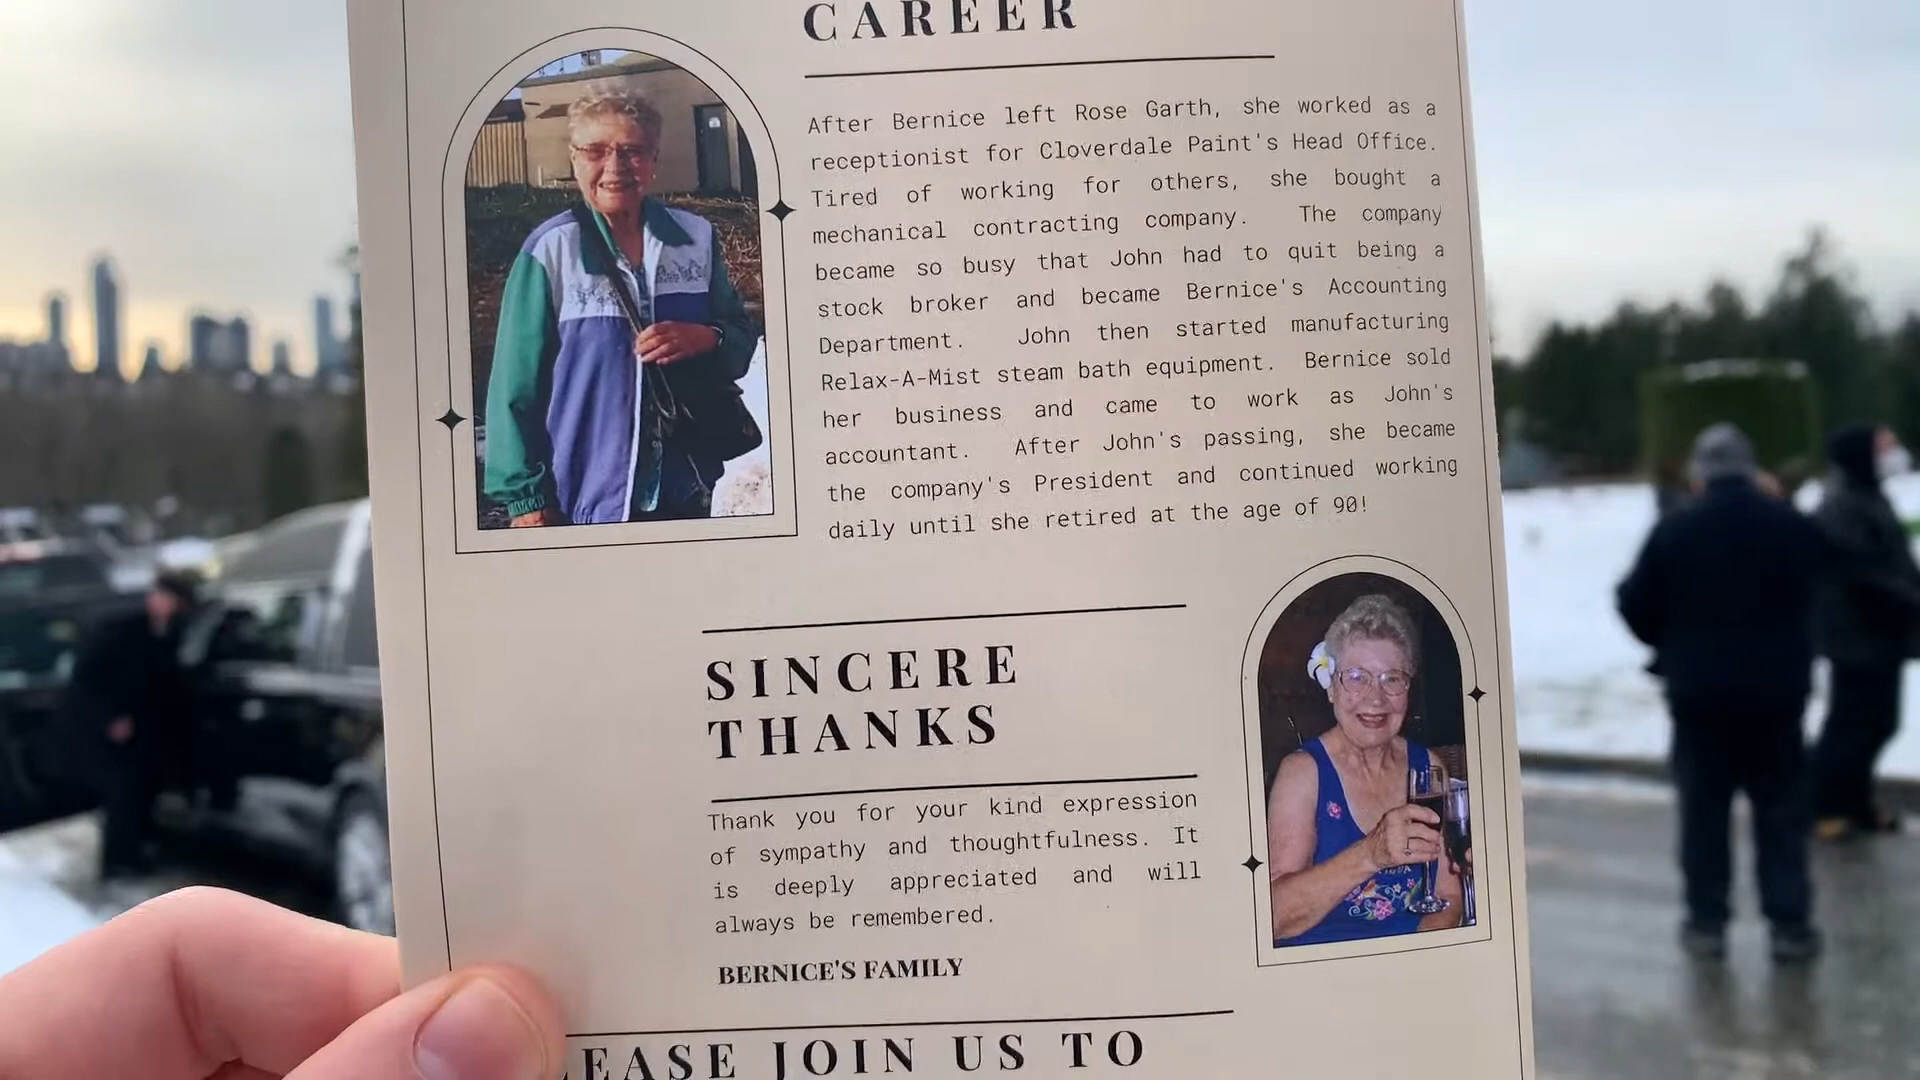 CAREER
After Bernice left Rose Garth, she worked as a
receptionist for Cloverdale Paint's Head Office.
Tired of working for others, she bought a
mechanical contracting company. The company
became so busy that John had to quit being a
stock broker and became Bernice's Accounting
Department. John then started manufacturing
Relax-A-Mist steam bath equipment. Bernice sold
her business and came to work as John's
accountant. After John's passing, she became
the company's President and continued working
daily until she retired at the age of 90!
SINCERE
THANKS
Thank you for your kind expression
of sympathy and thoughtfulness. It
is deeply appreciated and will
always be remembered.
BERNICE'S FAMILY
EASE JOIN US TO